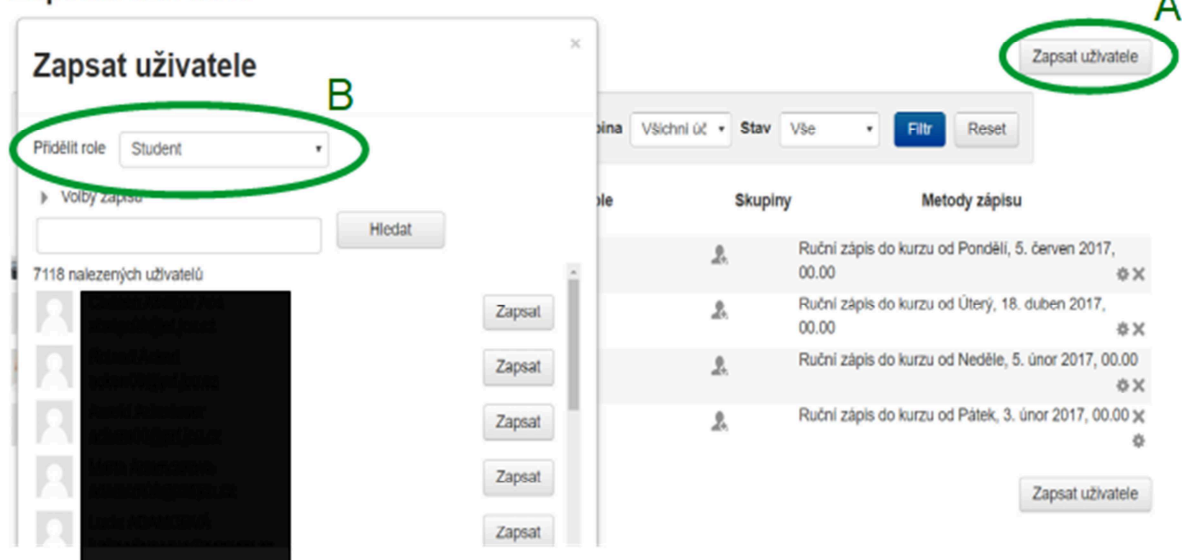 A
Zapsat uživatele
×
Zapsat uživatele
B
Přidělit role Student
pina Všichni úč Stav Vše Filtr Reset
Volby zápisu
Hledat
7118 nalezených uživatelů
Zapsat
Zapsat
Zapsat
Zapsat
Zapsat
ole Skupiny Metody zápisu
Ruční zápis do kurzu od Pondělí, 5. červen 2017,
00.00
Ruční zápis do kurzu od Úterý, 18. duben 2017,
00.00
Ruční zápis do kurzu od Neděle, 5. únor 2017, 00.00
Ruční zápis do kurzu od Pátek, 3. únor 2017, 00.00
Zapsat uživatele